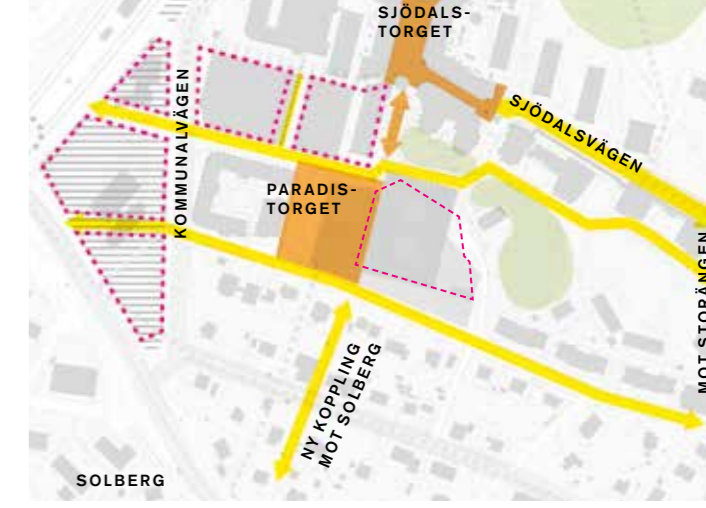 SJÖDALS-
TORGET
SJÖDALSVÄGEN
KOMMUNALVÄGEN
PARADIS-
TORGET
MOT STORÄNGEN
NY KOPPLING
MOT SOLBERG
SOLBERG